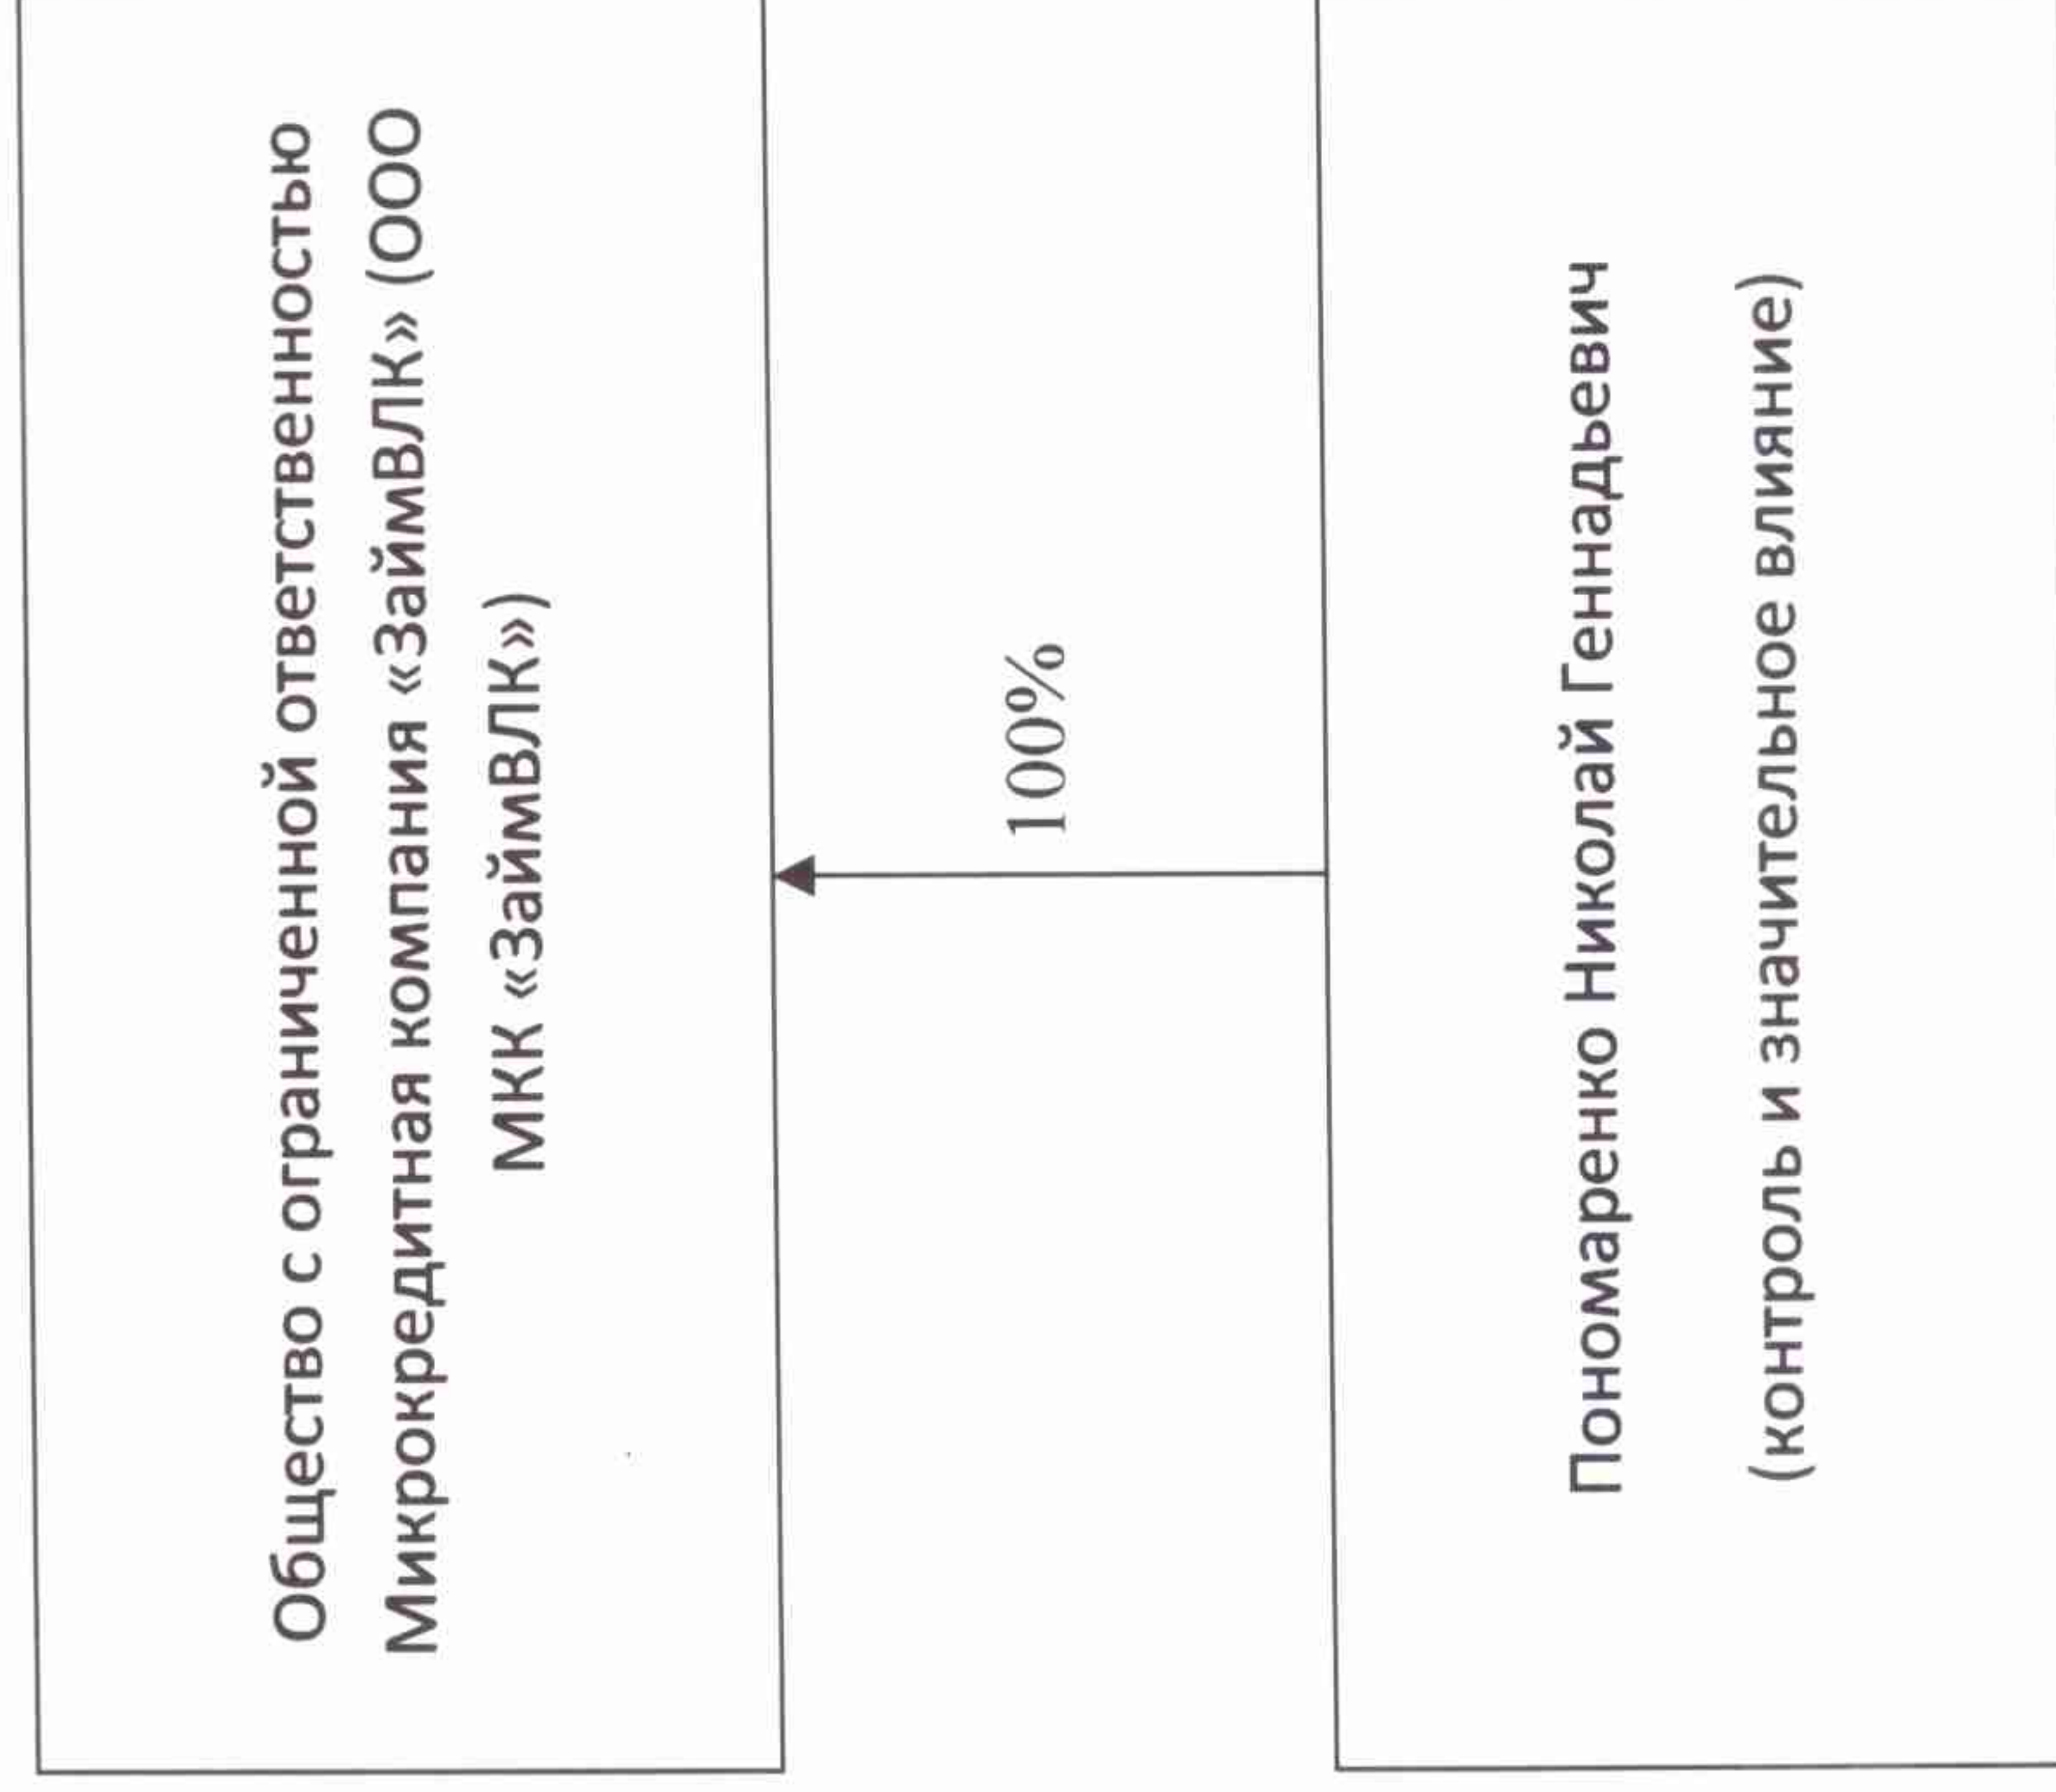 Общество с ограниченной ответственностью
Микрокредитная компания «ЗаймВЛК» (ООО
МКК «ЗаймВЛК»)
100%
Пономаренко Николай Геннадьевич
(контроль и значительное влияние)